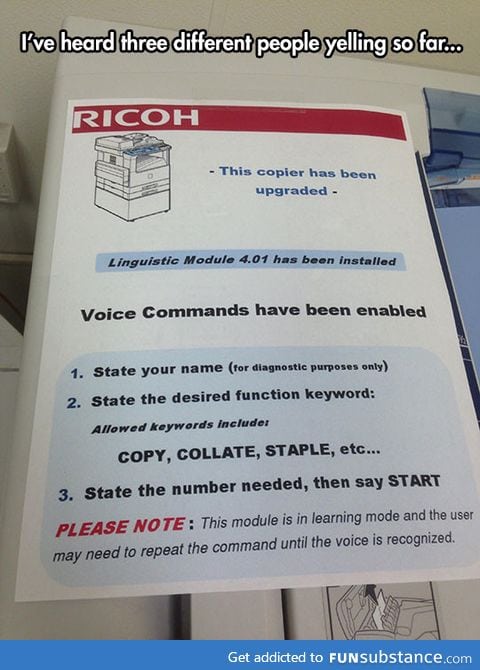 I've heard three different people yelling so far...
RICOH
- This copier has been
upgraded -
Linguistic Module 4.01 has been installed
Voice Commands have been enabled
1. State your name (for diagnostic purposes only)
2. State the desired function keyword:
Allowed keywords include:
COPY, COLLATE, STAPLE, etc...
3. State the number needed, then say START
PLEASE NOTE: This module is in learning mode and the user
may need to repeat the command until the voice is recognized.
Get addicted to FUNsubstance.com